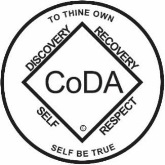 TO THINE OWN
DISCOVERY
RECOVERY
CoDA
SELF
RESPECT
©
SELF BE TRUE